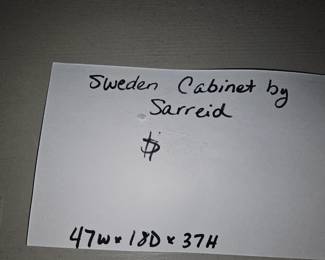 Sweden Cabinet by
Sarreid
$
47W x 18D x 37H